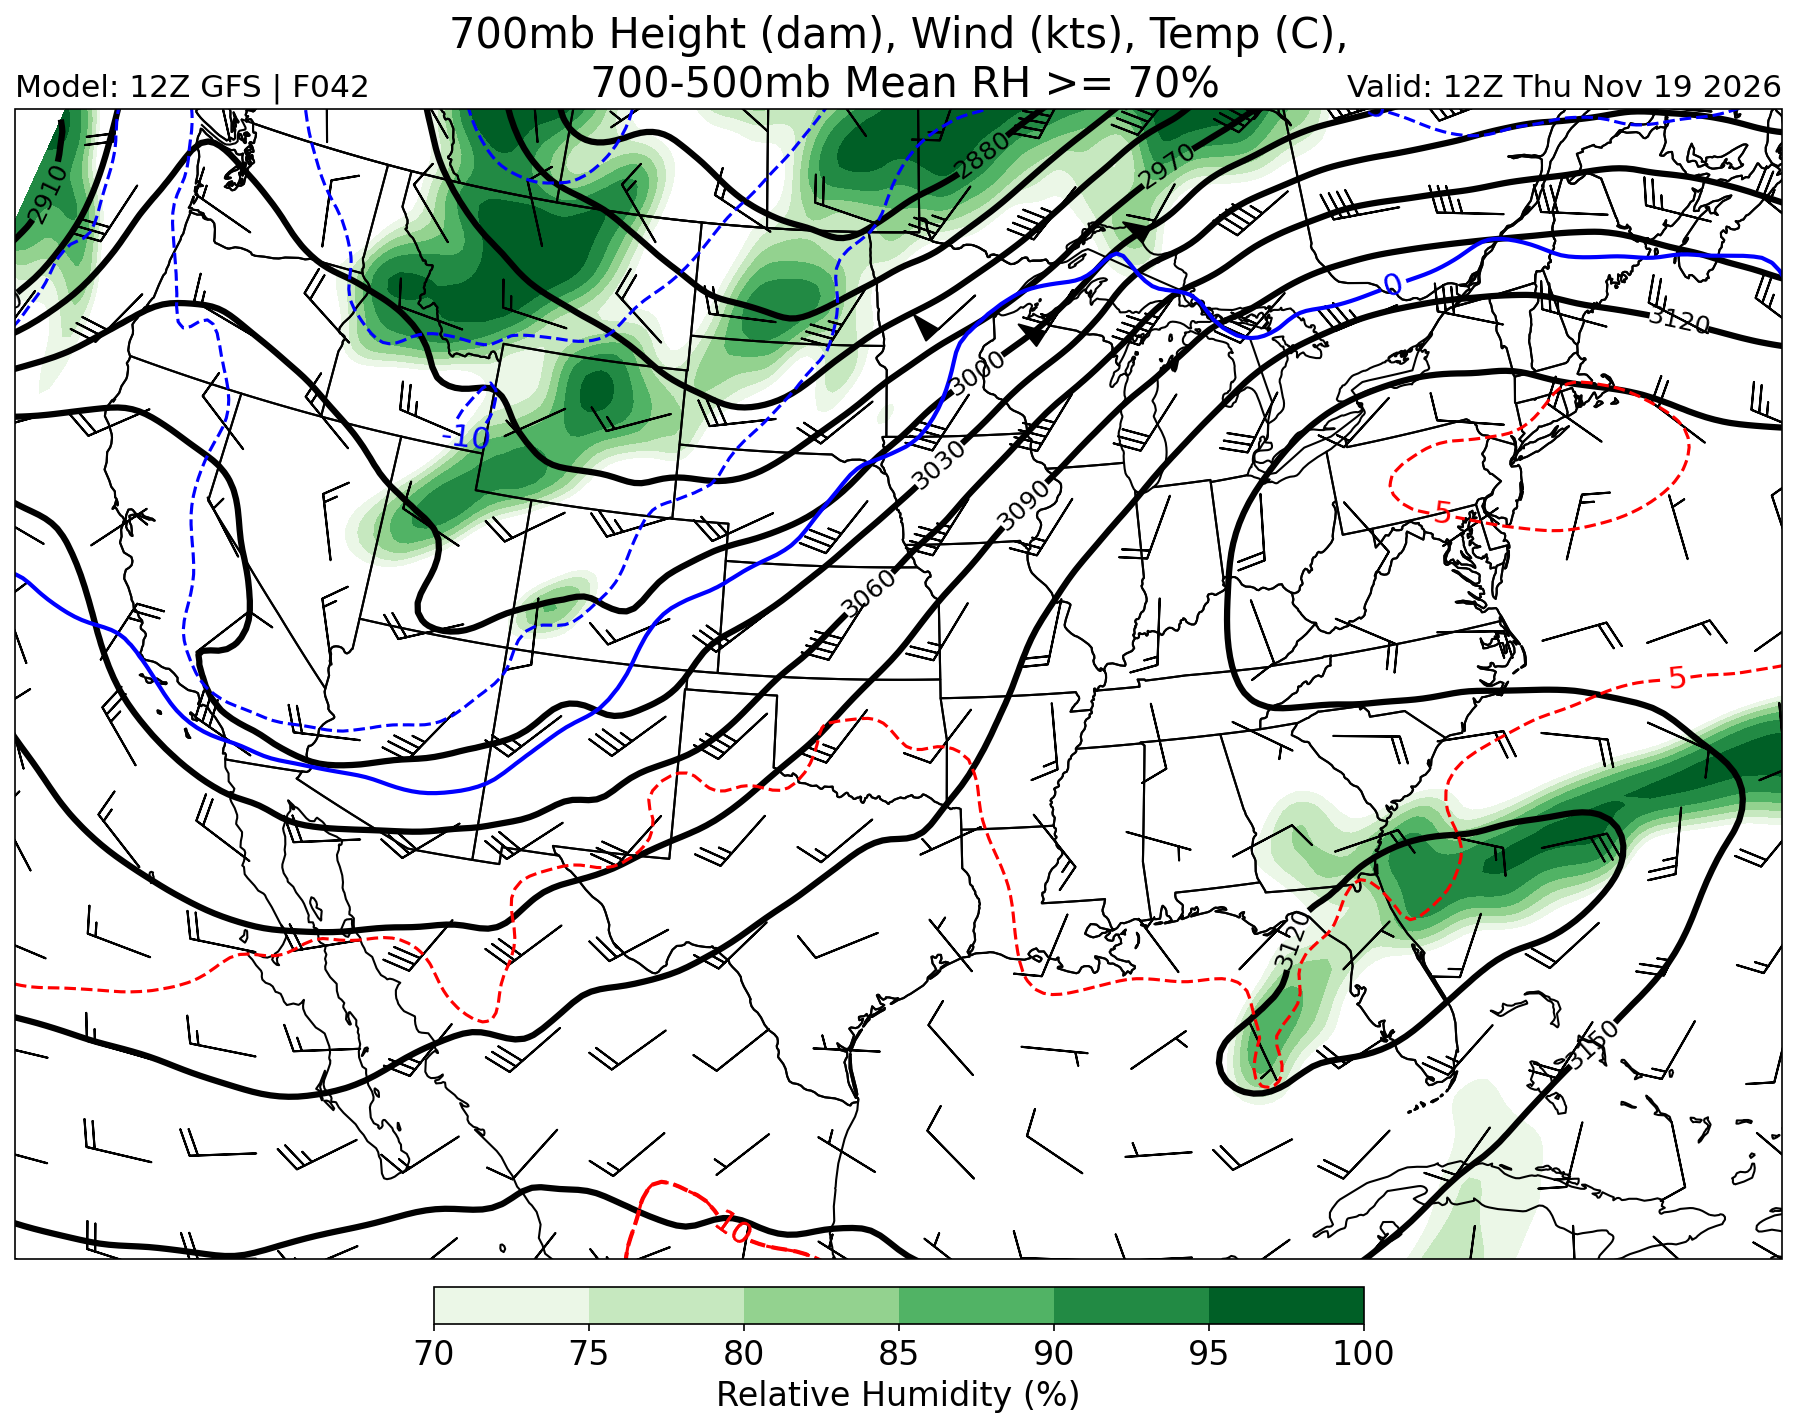 700mb Height (dam), Wind (kts), Temp (C),
Model: 12Z GFS | F042
700-500mb Mean RH >= 70%
Valid: 12Z Thu Nov 19 2026
2910
2880
2970
0
3120
3000
-10
3030
5
3090
3060
5
3120
3150
10
70 75 80 85 90 95 100
Relative Humidity (%)